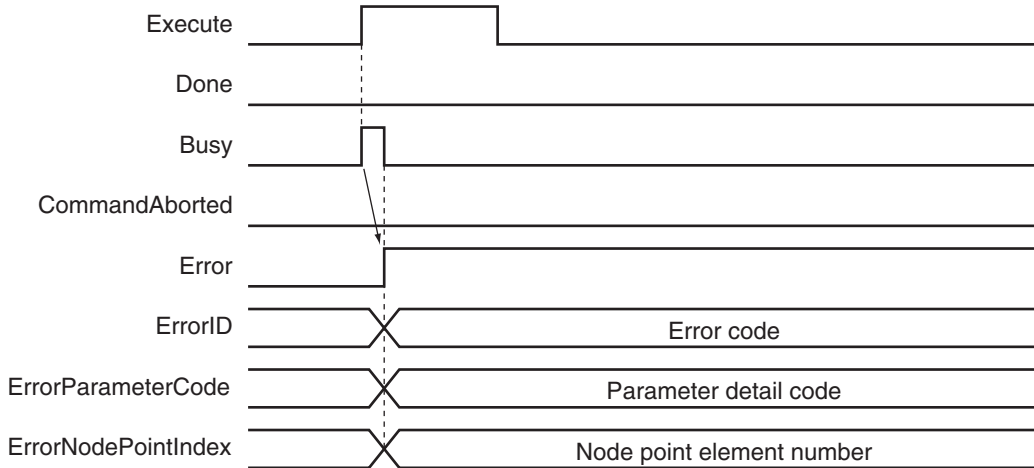 Execute
Done
Busy
CommandAborted
Error
ErrorID
Error code
ErrorParameterCode
Parameter detail code
ErrorNodePointIndex
Node point element number